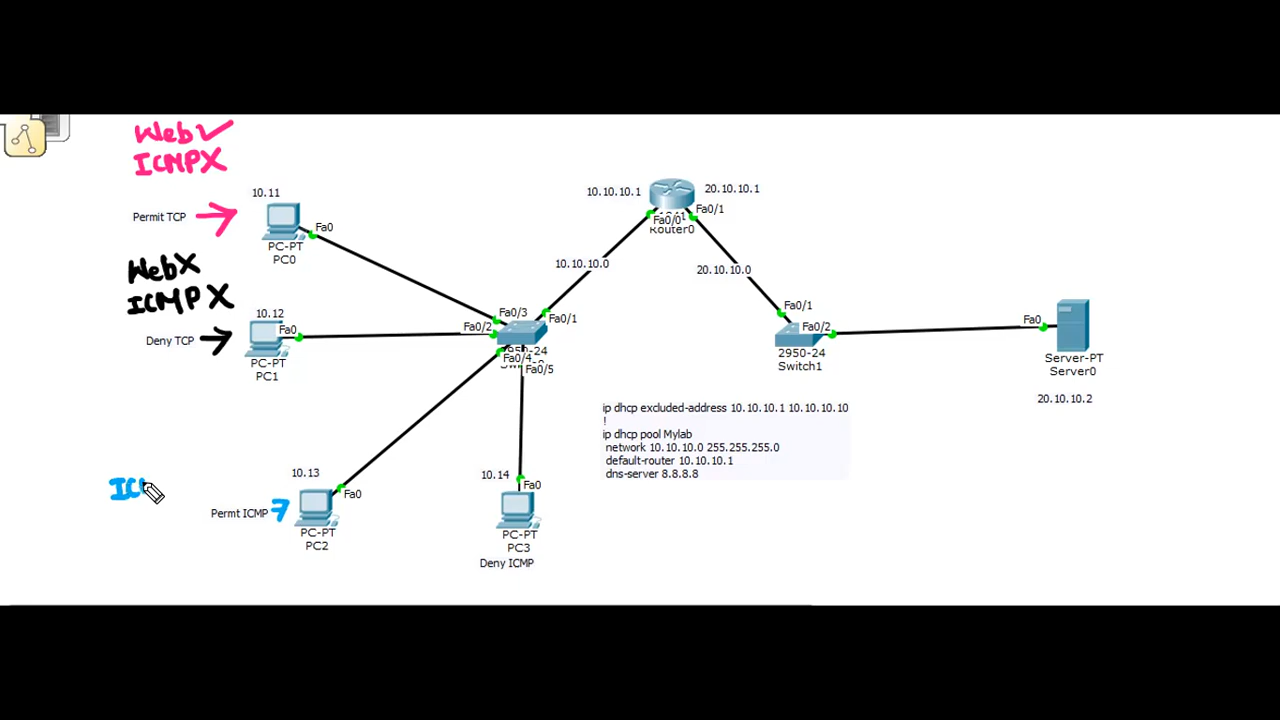 Web✓
ICMPX
10.11
Permit TCP
Fa0
PC-PT
PC0
WebX
ICMPX
10.12
Deny TCP
Fa0
PC-PT
PC1
10.13
Permt ICMP
Fa0
PC-PT
PC2
10.14
Fa0
PC-PT
PC3
Deny ICMP
Fa0/3
Fa0/2
Fa0/1
Fa0/4
Fa0/5
10.10.10.0
10.10.10.1
20.10.10.1
Fa0/0
Fa0/1
Router0
20.10.10.0
Fa0/1
Fa0/2
2950-24
Switch1
Fa0
Server-PT
Server0
20.10.10.2
ip dhcp excluded-address 10.10.10.1 10.10.10.10
!
ip dhcp pool Mylab
network 10.10.10.0 255.255.255.0
default-router 10.10.10.1
dns-server 8.8.8.8